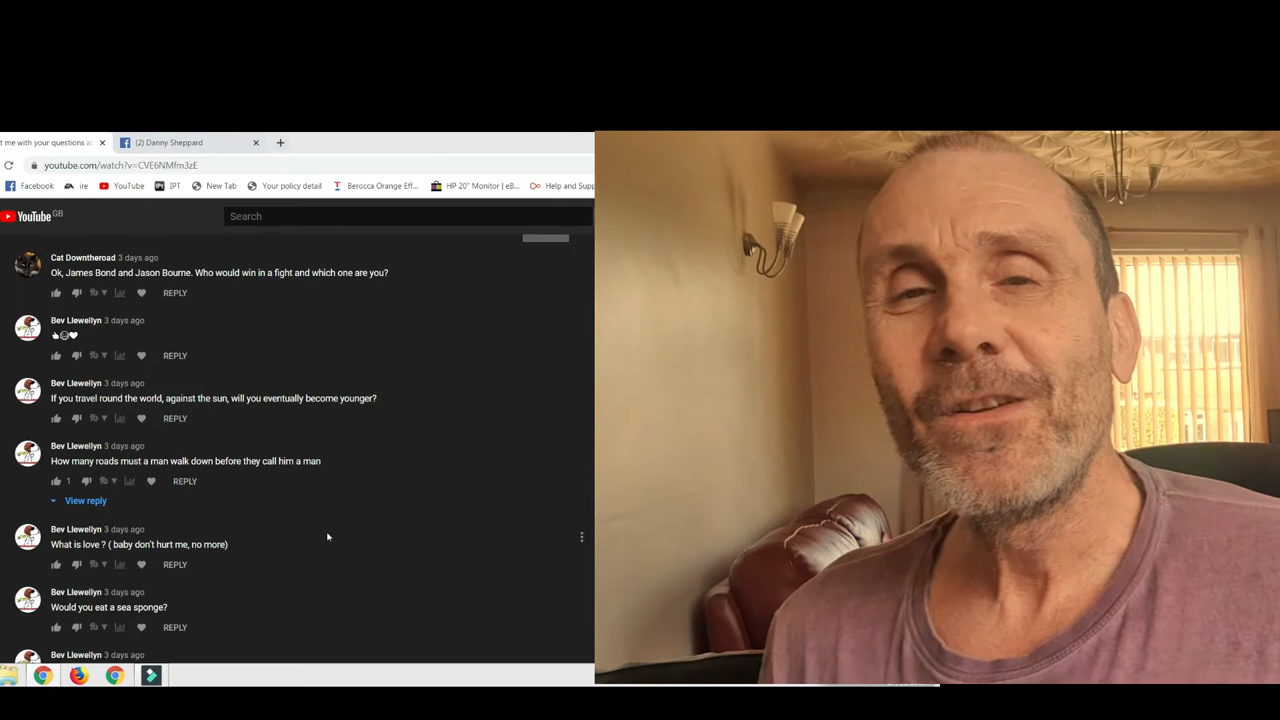 t me with your questions a
(2) Danny Sheppard
youtube.com/watch?v=CVE6NMfm3zE
Facebook
ire
YouTube
IPT
New Tab
Your policy detail
Berocca Orange Eff...
HP 20" Monitor | eB...
Help and Supp
YouTube GB
Search
Cat Downtheroad 3 days ago
Ok, James Bond and Jason Bourne. Who would win in a fight and which one are you?
REPLY
Bev Llewellyn 3 days ago
REPLY
Bev Llewellyn 3 days ago
If you travel round the world, against the sun, will you eventually become younger?
REPLY
Bev Llewellyn 3 days ago
How many roads must a man walk down before they call him a man
1 REPLY
View reply
Bev Llewellyn 3 days ago
What is love ? ( baby don't hurt me, no more)
REPLY
Bev Llewellyn 3 days ago
Would you eat a sea sponge?
REPLY
Bev Llewellyn 3 days ago